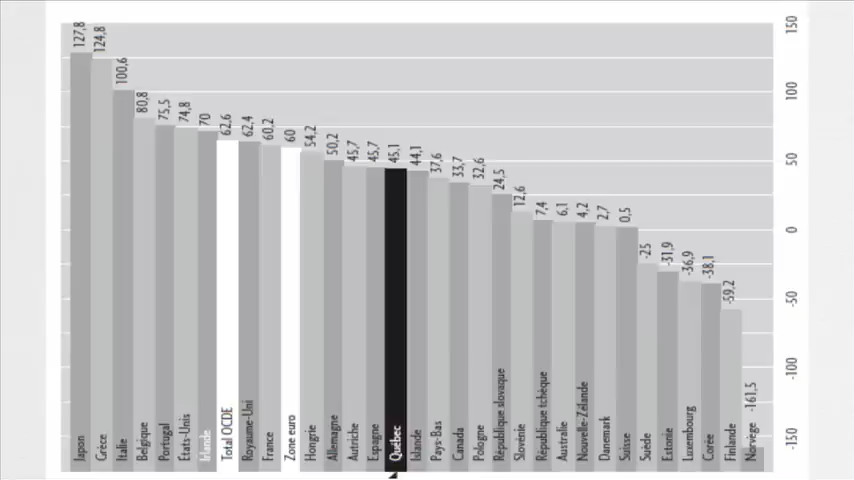 Japon 127,8
Grèce 124,8
Italie 100,6
Belgique 80,8
Portugal 75,5
États-Unis 74,8
Irlande 70
Total OCDE 62,6
Royaume-Uni 62,4
France 60,2
Zone euro 60
Hongrie 54,2
Allemagne 50,2
Autriche 45,7
Espagne 45,7
Québec 45,1
Islande 44,1
Pays-Bas 37,6
Canada 33,7
Pologne 32,6
République slovaque 24,5
Slovénie 12,6
République tchèque 7,4
Australie 6,1
Nouvelle-Zélande 4,2
Danemark 2,7
Suisse 0,5
Suède -25
Estonie -31,9
Luxembourg -36,9
Corée -38,1
Finlande -59,2
Norvège -161,5
-150
-100
-50
0
50
100
150